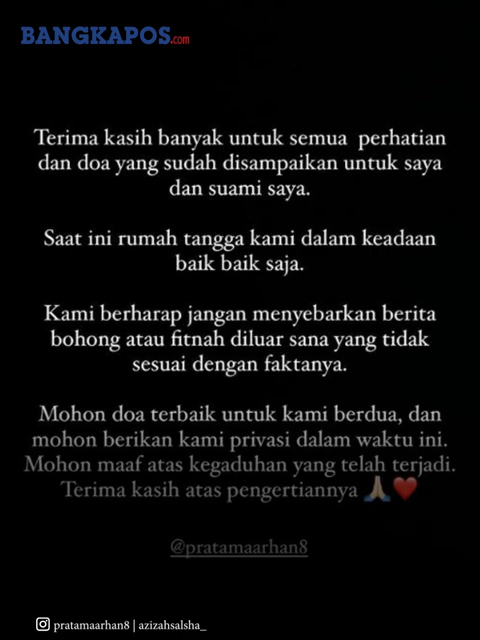 BANGKAPOS.com
Terima kasih banyak untuk semua perhatian
dan doa yang sudah disampaikan untuk saya
dan suami saya.
Saat ini rumah tangga kami dalam keadaan
baik baik saja.
Kami berharap jangan menyebarkan berita
bohong atau fitnah diluar sana yang tidak
sesuai dengan faktanya.
Mohon doa terbaik untuk kami berdua, dan
mohon berikan kami privasi dalam waktu ini.
Mohon maaf atas kegaduhan yang telah terjadi.
Terima kasih atas pengertiannya 🙏🏼❤️
@pratamaarhan8
pratamaarhan8 | azizahsalsha_